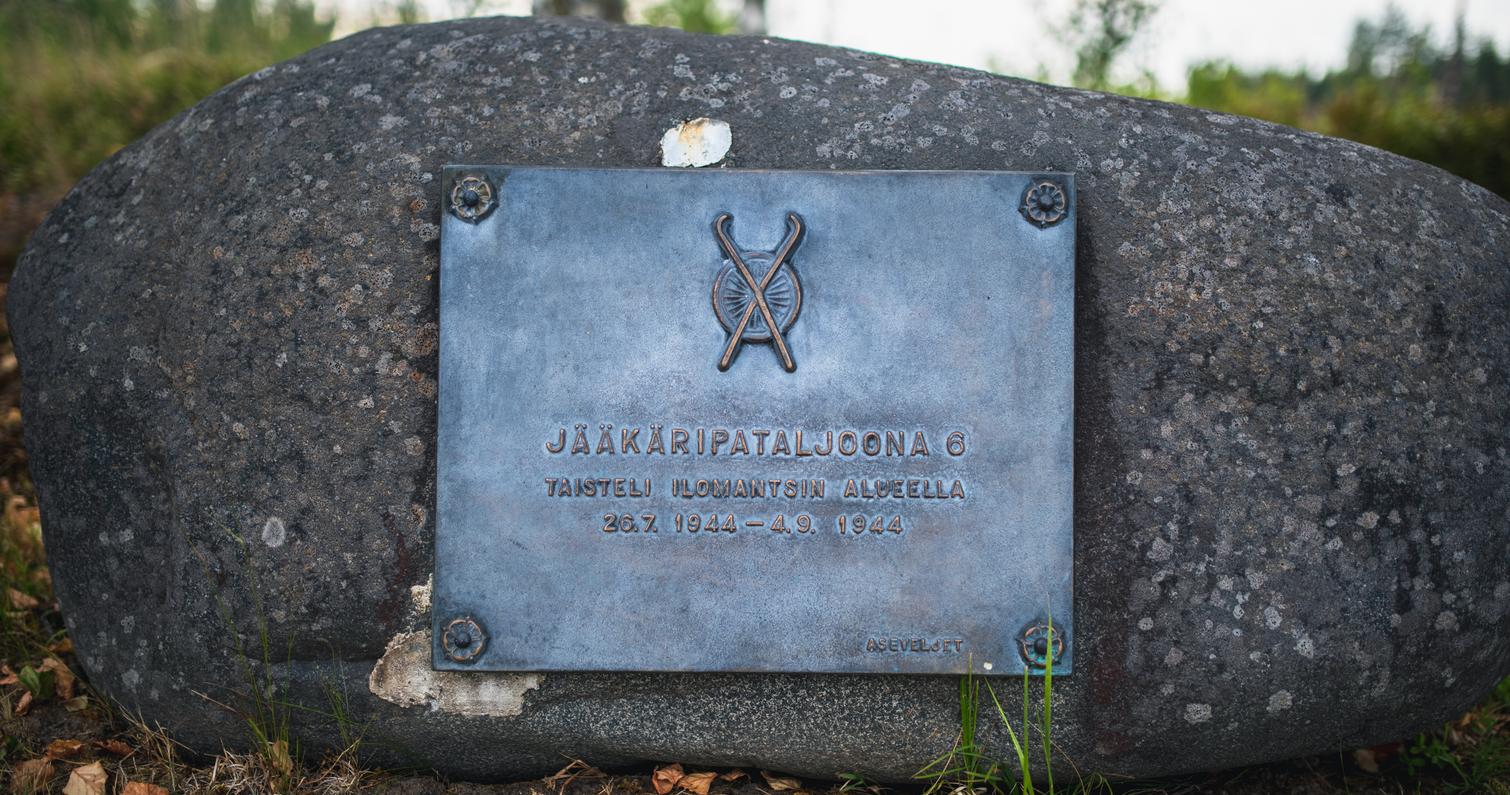 JÄÄKÄRIPATALJOONA 6
TAISTELI ILOMANTSIN ALUEELLA
26.7. 1944 — 4.9. 1944
ASEVELJET